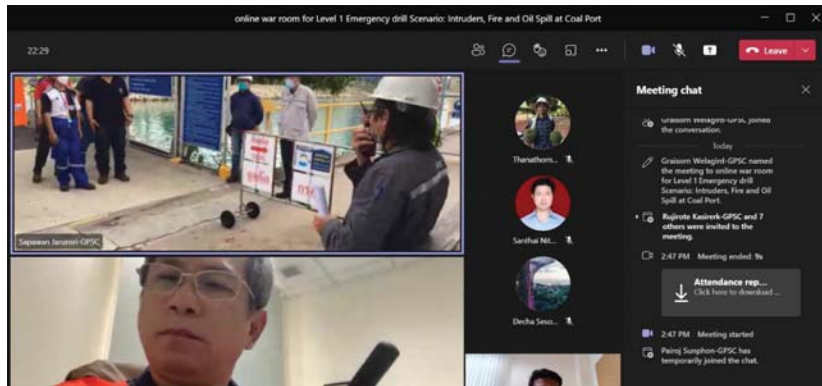 online war room for Level 1 Emergency drill Scenario: Intruders, Fire and Oil Spill at Coal Port
22:29
Leave
Meeting chat
Graisorn Welagird-GPSC, joined
the conversation.
Today
Graisorn Welagird-GPSC named
the meeting to online war room
for Level 1 Emergency drill
Scenario: Intruders, Fire and Oil
Spill at Coal Port.
Rujirote Kasirerk-GPSC and 7
others were invited to the
meeting.
2:47 PM Meeting ended: 9s
Attendance rep...
Click here to download ...
2:47 PM Meeting started
Pairoj Sunphon-GPSC has
temporarily joined the chat.
Thanathorn...
Santhai Nit...
Decha Seso...
Sapawan Jarunsri-GPSC